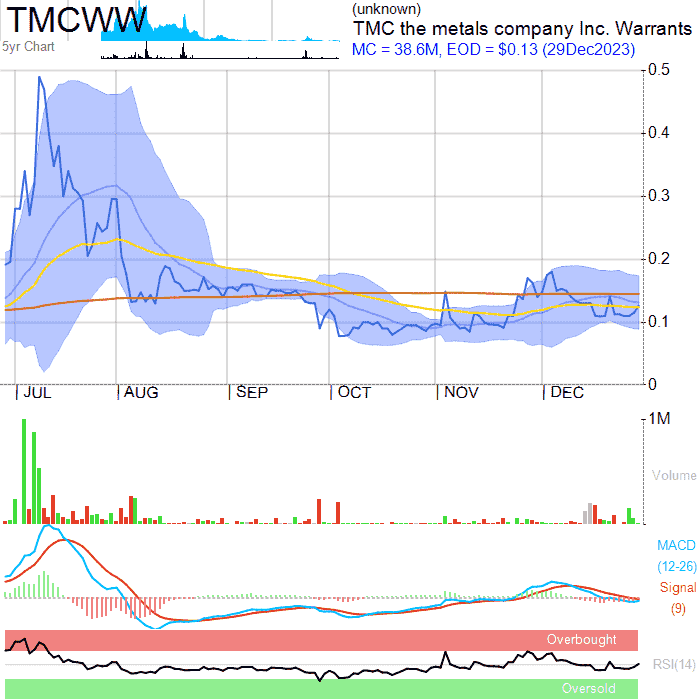 TMCWW
5yr Chart
(unknown)
TMC the metals company Inc. Warrants
MC = 38.6M, EOD = $0.13 (29Dec2023)
0.5
0.4
0.3
0.2
0.1
0
JUL AUG SEP OCT NOV DEC
1M
Volume
MACD
(12-26)
Signal
(9)
Overbought
RSI(14)
Oversold